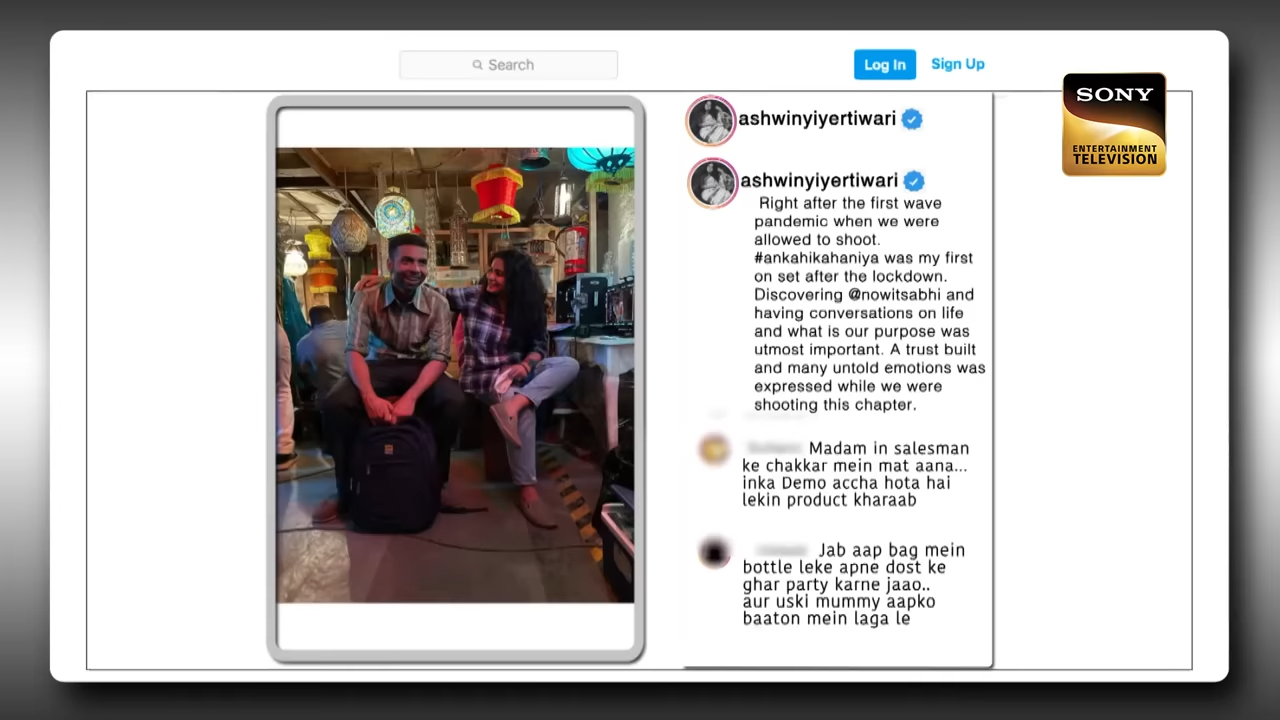 Search
Log In
Sign Up
SONY
ENTERTAINMENT
TELEVISION
ashwinyiyertiwari
ashwinyiyertiwari
Right after the first wave
pandemic when we were
allowed to shoot.
#ankahikahaniya was my first
on set after the lockdown.
Discovering @nowitsabhi and
having conversations on life
and what is our purpose was
utmost important. A trust built
and many untold emotions was
expressed while we were
shooting this chapter.
Madam in salesman
ke chakkar mein mat aana...
inka Demo accha hota hai
lekin product kharaab
Jab aap bag mein
bottle leke apne dost ke
ghar party karne jaao..
aur uski mummy aapko
baaton mein laga le